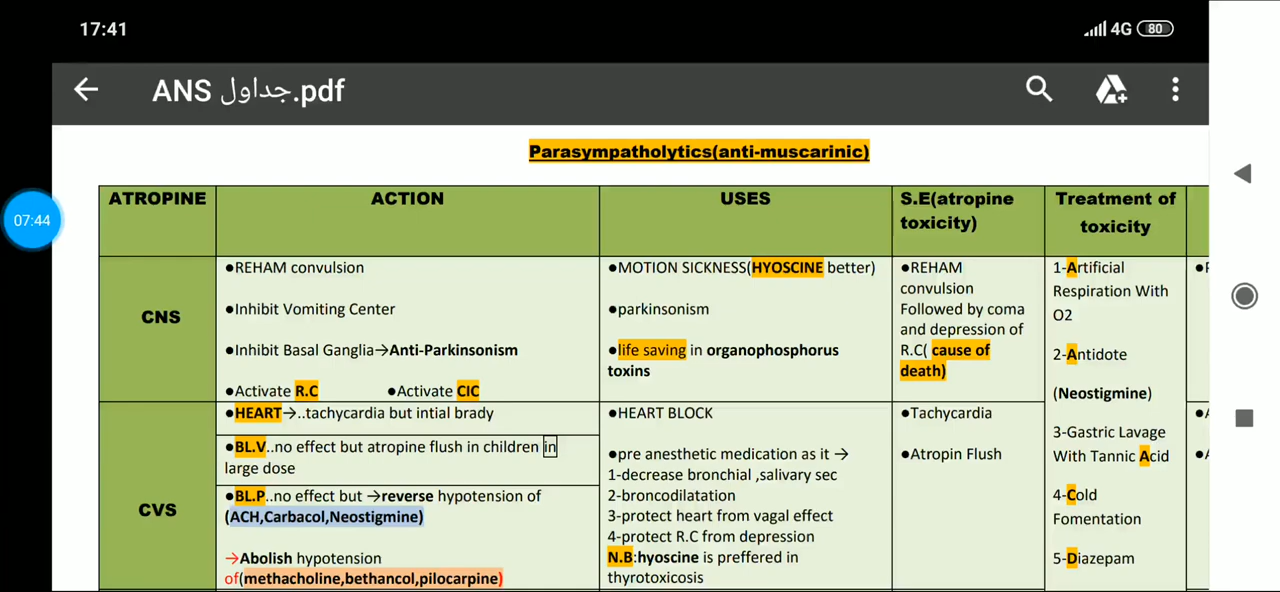 17:41
4G 80
ANS جداول.pdf
07:44
Parasympatholytics(anti-muscarinic)
ATROPINE
ACTION
USES
S.E(atropine
toxicity)
Treatment of
toxicity
CNS
●REHAM convulsion
●Inhibit Vomiting Center
●Inhibit Basal Ganglia→Anti-Parkinsonism
●Activate R.C ●Activate CIC
●MOTION SICKNESS(HYOSCINE better)
●parkinsonism
●life saving in organophosphorus
toxins
●REHAM
convulsion
Followed by coma
and depression of
R.C( cause of
death)
1-Artificial
Respiration With
O2
2-Antidote
(Neostigmine)
3-Gastric Lavage
With Tannic Acid
4-Cold
Fomentation
5-Diazepam
CVS
●HEART→..tachycardia but intial brady
●BL.V..no effect but atropine flush in children in
large dose
●BL.P..no effect but →reverse hypotension of
(ACH,Carbacol,Neostigmine)
→Abolish hypotension
of(methacholine,bethancol,pilocarpine)
●HEART BLOCK
●pre anesthetic medication as it →
1-decrease bronchial ,salivary sec
2-broncodilatation
3-protect heart from vagal effect
4-protect R.C from depression
N.B:hyoscine is preffered in
thyrotoxicosis
●Tachycardia
●Atropin Flush